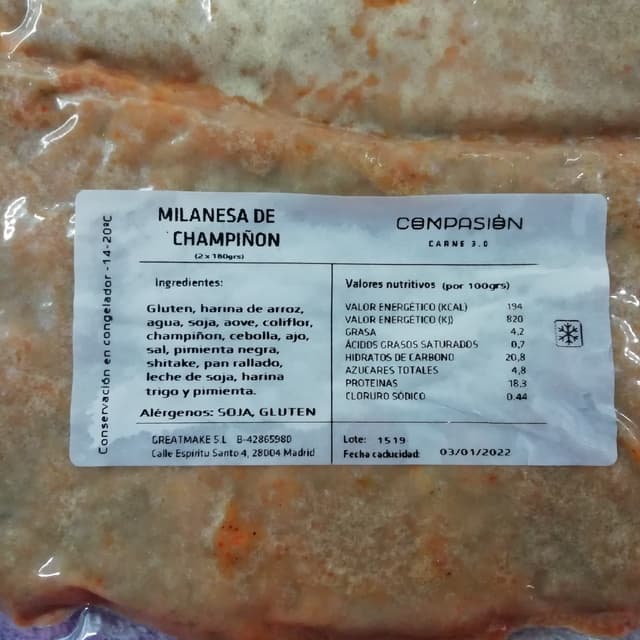 MILANESA DE
CHAMPIÑON
(2x180grs)
COMPASIÓN
CARNE 3.0
Conservación en congelador -14-20ºC
Ingredientes:
Gluten, harina de arroz,
agua, soja, aove, coliflor,
champiñon, cebolla, ajo,
sal, pimienta negra,
shitake, pan rallado,
leche de soja, harina
trigo y pimienta.
Alérgenos: SOJA, GLUTEN
Valores nutritivos (por 100grs)
VALOR ENERGÉTICO (KCAL) 194
VALOR ENERGÉTICO (KJ) 820
GRASA 4,2
ÁCIDOS GRASOS SATURADOS 0,7
HIDRATOS DE CARBONO 20,8
AZUCARES TOTALES 4,8
PROTEINAS 18.3
CLORURO SÓDICO 0.44
GREATMAKE S.L B-42865980
Calle Espiritu Santo 4, 28004 Madrid
Lote: 1519
Fecha caducidad: 03/01/2022